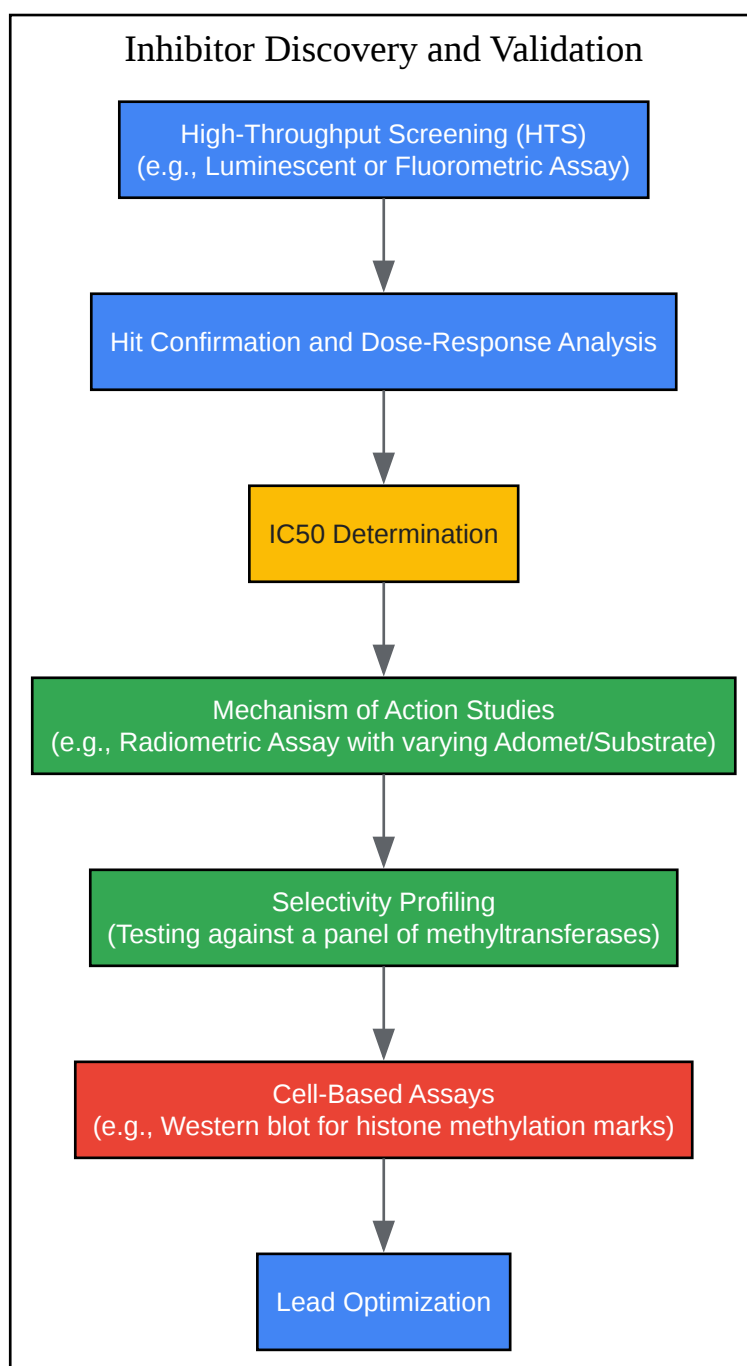 Inhibitor Discovery and Validation
High-Throughput Screening (HTS)
(e.g., Luminescent or Fluorometric Assay)
Hit Confirmation and Dose-Response Analysis
IC50 Determination
Mechanism of Action Studies
(e.g., Radiometric Assay with varying Adomet/Substrate)
Selectivity Profiling
(Testing against a panel of methyltransferases)
Cell-Based Assays
(e.g., Western blot for histone methylation marks)
Lead Optimization